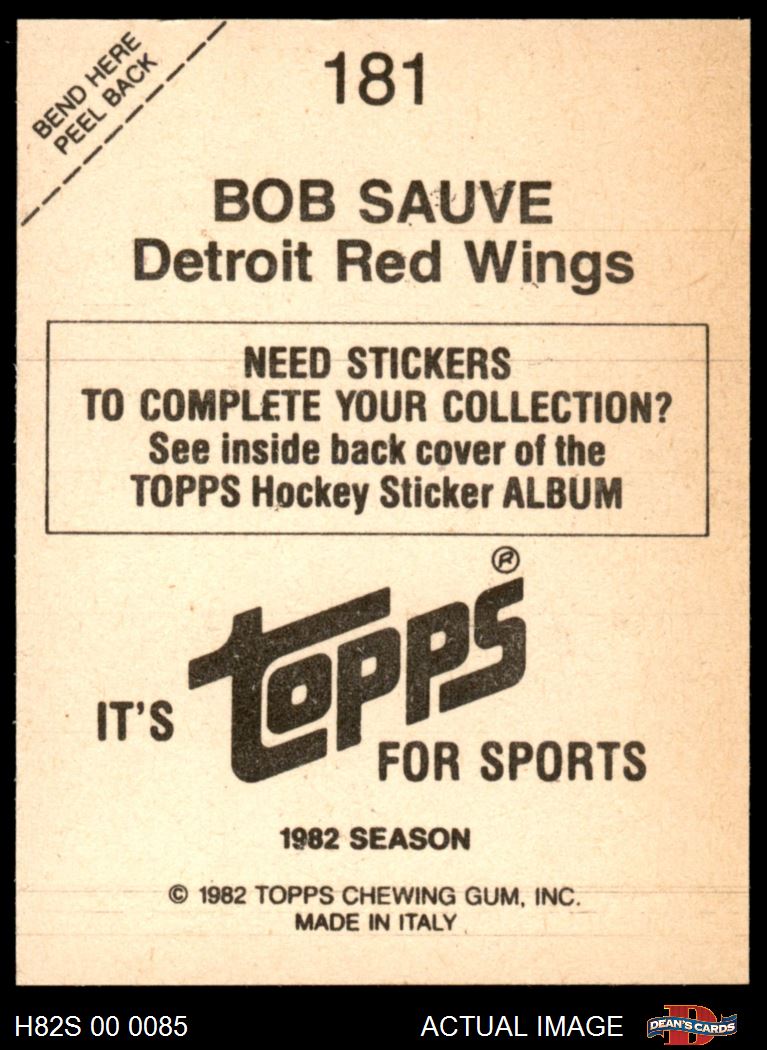 BEND HERE
PEEL BACK
181
BOB SAUVE
Detroit Red Wings
NEED STICKERS
TO COMPLETE YOUR COLLECTION?
See inside back cover of the
TOPPS Hockey Sticker ALBUM
®
IT'S topps FOR SPORTS
1982 SEASON
© 1982 TOPPS CHEWING GUM, INC.
MADE IN ITALY
H82S 00 0085 ACTUAL IMAGE D DEAN'S CARDS